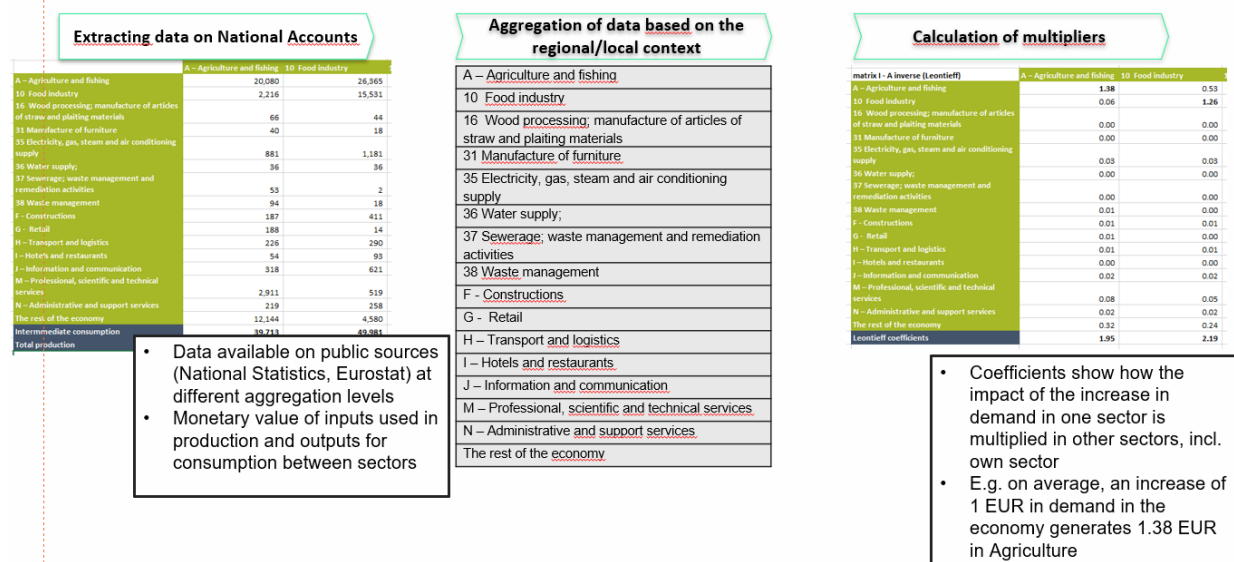 Extracting data on National Accounts
A – Agriculture and fishing 10 Food industry
A – Agriculture and fishing 20,080 26,365
10 Food industry 2,216 15,531
16 Wood processing; manufacture of articles
of straw and plaiting materials 66 44
31 Manufacture of furniture 40 18
35 Electricity, gas, steam and air conditioning
supply 881 1,181
36 Water supply; 36 36
37 Sewerage; waste management and
remediation activities 53 2
38 Waste management 94 18
F - Constructions 187 411
G - Retail 188 14
H – Transport and logistics 226 290
I – Hotels and restaurants 54 93
J – Information and communication 318 621
M – Professional, scientific and technical
services 2,911 519
N – Administrative and support services 219 258
The rest of the economy 12,144 4,580
Intermmediate consumption 39,713 49,981
Total production
• Data available on public sources
(National Statistics, Eurostat) at
different aggregation levels
• Monetary value of inputs used in
production and outputs for
consumption between sectors
Aggregation of data based on the
regional/local context
A – Agriculture and fishing
10 Food industry
16 Wood processing; manufacture of articles of
straw and plaiting materials
31 Manufacture of furniture
35 Electricity, gas, steam and air conditioning
supply
36 Water supply;
37 Sewerage; waste management and remediation
activities
38 Waste management
F - Constructions
G - Retail
H – Transport and logistics
I – Hotels and restaurants
J – Information and communication
M – Professional, scientific and technical services
N – Administrative and support services
The rest of the economy
Calculation of multipliers
matrix I - A inverse (Leontieff) A – Agriculture and fishing 10 Food industry 1
A – Agriculture and fishing 1.38 0.53
10 Food industry 0.06 1.26
16 Wood processing; manufacture of articles
of straw and plaiting materials 0.00 0.00
31 Manufacture of furniture 0.00 0.00
35 Electricity, gas, steam and air conditioning
supply 0.03 0.03
36 Water supply; 0.00 0.00
37 Sewerage; waste management and
remediation activities 0.00 0.00
38 Waste management 0.01 0.01
F - Constructions 0.01 0.01
G - Retail 0.01 0.00
H – Transport and logistics 0.01 0.01
I – Hotels and restaurants 0.00 0.00
J – Information and communication 0.02 0.02
M – Professional, scientific and technical
services 0.08 0.05
N – Administrative and support services 0.02 0.02
The rest of the economy 0.32 0.24
Leontieff coefficients 1.95 2.19
• Coefficients show how the
impact of the increase in
demand in one sector is
multiplied in other sectors, incl.
own sector
• E.g. on average, an increase of
1 EUR in demand in the
economy generates 1.38 EUR
in Agriculture